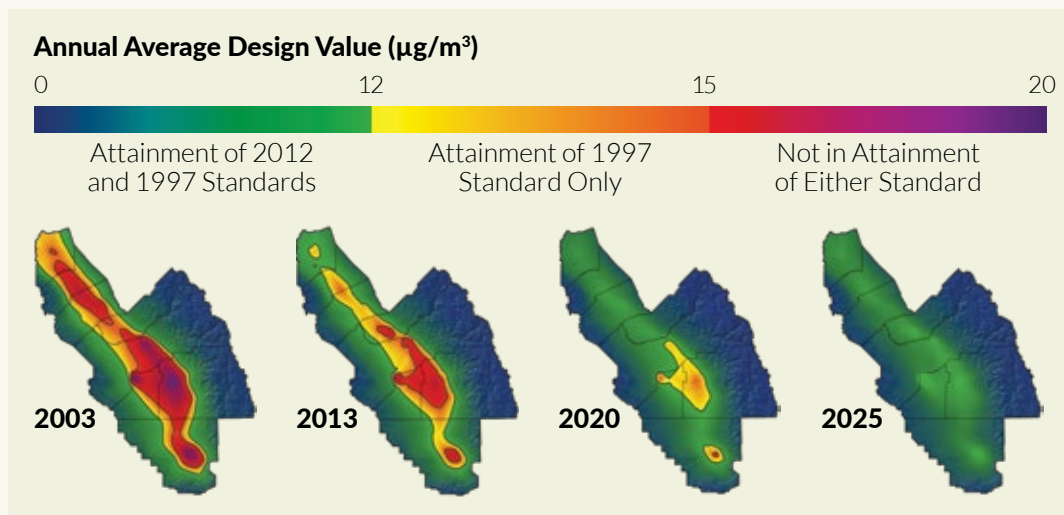 Annual Average Design Value (µg/m³)
0 12 15 20
Attainment of 2012
and 1997 Standards
Attainment of 1997
Standard Only
Not in Attainment
of Either Standard
2003 2013 2020 2025